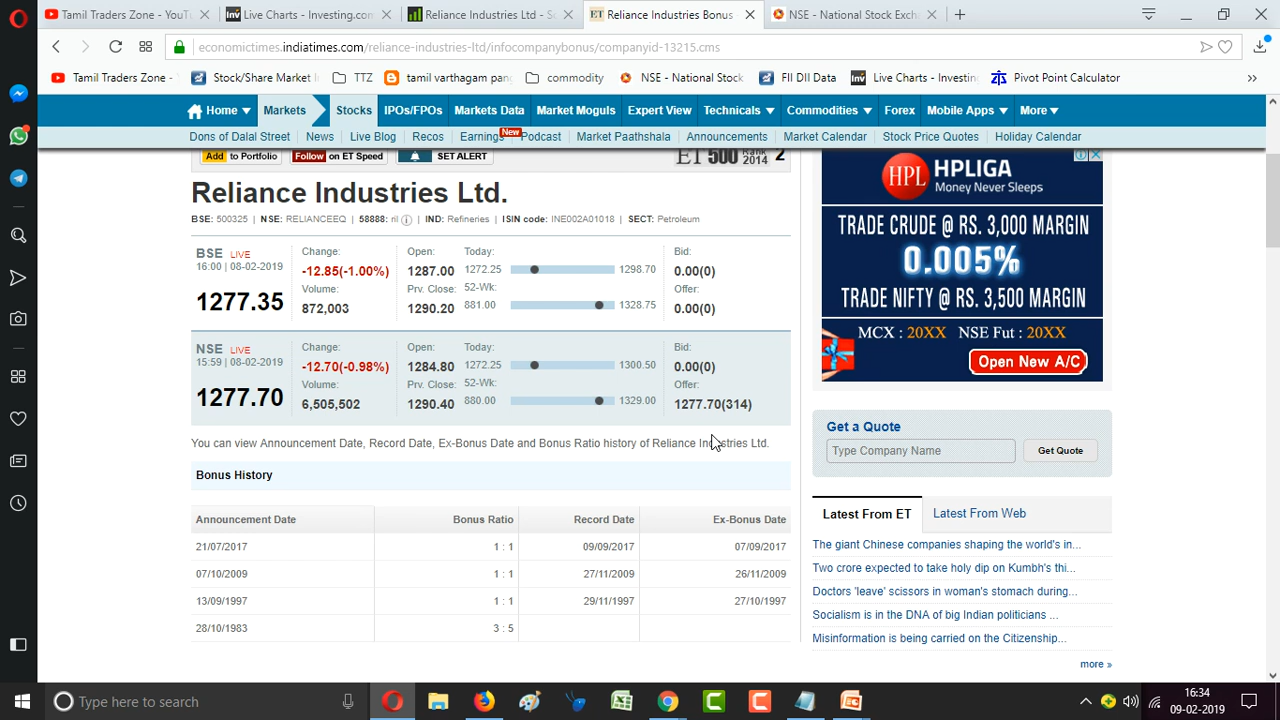 Tamil Traders Zone - YouT
Live Charts - Investing.com
Reliance Industries Ltd - S
Reliance Industries Bonus
NSE - National Stock Exch
economictimes.indiatimes.com/reliance-industries-ltd/infocompanybonus/companyid-13215.cms
Tamil Traders Zone -
Stock/Share Market
TTZ
tamil varthagam pan
commodity
NSE - National Stock
FII DII Data
Live Charts - Investin
Pivot Point Calculator
Home
Markets
Stocks
IPOs/FPOs
Markets Data
Market Moguls
Expert View
Technicals
Commodities
Forex
Mobile Apps
More
Dons of Dalal Street
News
Live Blog
Recos
Earnings
New
Podcast
Market Paathshala
Announcements
Market Calendar
Stock Price Quotes
Holiday Calendar
Add to Portfolio
Follow on ET Speed
SET ALERT
ET 500 Rank 2014 2
Reliance Industries Ltd.
BSE: 500325 | NSE: RELIANCEEQ | 58888: ril | IND: Refineries | ISIN code: INE002A01018 | SECT: Petroleum
BSE LIVE
16:00 | 08-02-2019
1277.35
Change:
-12.85(-1.00%)
Volume:
872,003
Open:
1287.00
Prv. Close:
1290.20
Today:
1272.25 1298.70
52-Wk:
881.00 1328.75
Bid:
0.00(0)
Offer:
0.00(0)
NSE LIVE
15:59 | 08-02-2019
1277.70
Change:
-12.70(-0.98%)
Volume:
6,505,502
Open:
1284.80
Prv. Close:
1290.40
Today:
1272.25 1300.50
52-Wk:
880.00 1329.00
Bid:
0.00(0)
Offer:
1277.70(314)
You can view Announcement Date, Record Date, Ex-Bonus Date and Bonus Ratio history of Reliance Industries Ltd.
Bonus History
Announcement Date Bonus Ratio Record Date Ex-Bonus Date
21/07/2017 1 : 1 09/09/2017 07/09/2017
07/10/2009 1 : 1 27/11/2009 26/11/2009
13/09/1997 1 : 1 29/11/1997 27/10/1997
28/10/1983 3 : 5
HPL HPLIGA
Money Never Sleeps
TRADE CRUDE @ RS. 3,000 MARGIN
0.005%
TRADE NIFTY @ RS. 3,500 MARGIN
MCX : 20XX NSE Fut : 20XX
Open New A/C
Get a Quote
Type Company Name
Get Quote
Latest From ET
Latest From Web
The giant Chinese companies shaping the world's in...
Two crore expected to take holy dip on Kumbh's thi...
Doctors 'leave' scissors in woman's stomach during...
Socialism is in the DNA of big Indian politicians ...
Misinformation is being carried on the Citizenship...
more »
Type here to search
16:34
09-02-2019